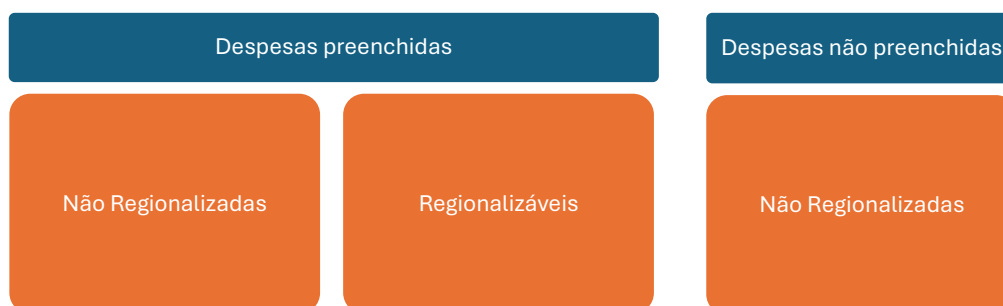 Despesas preenchidas
Despesas não preenchidas
Não Regionalizadas
Regionalizáveis
Não Regionalizadas